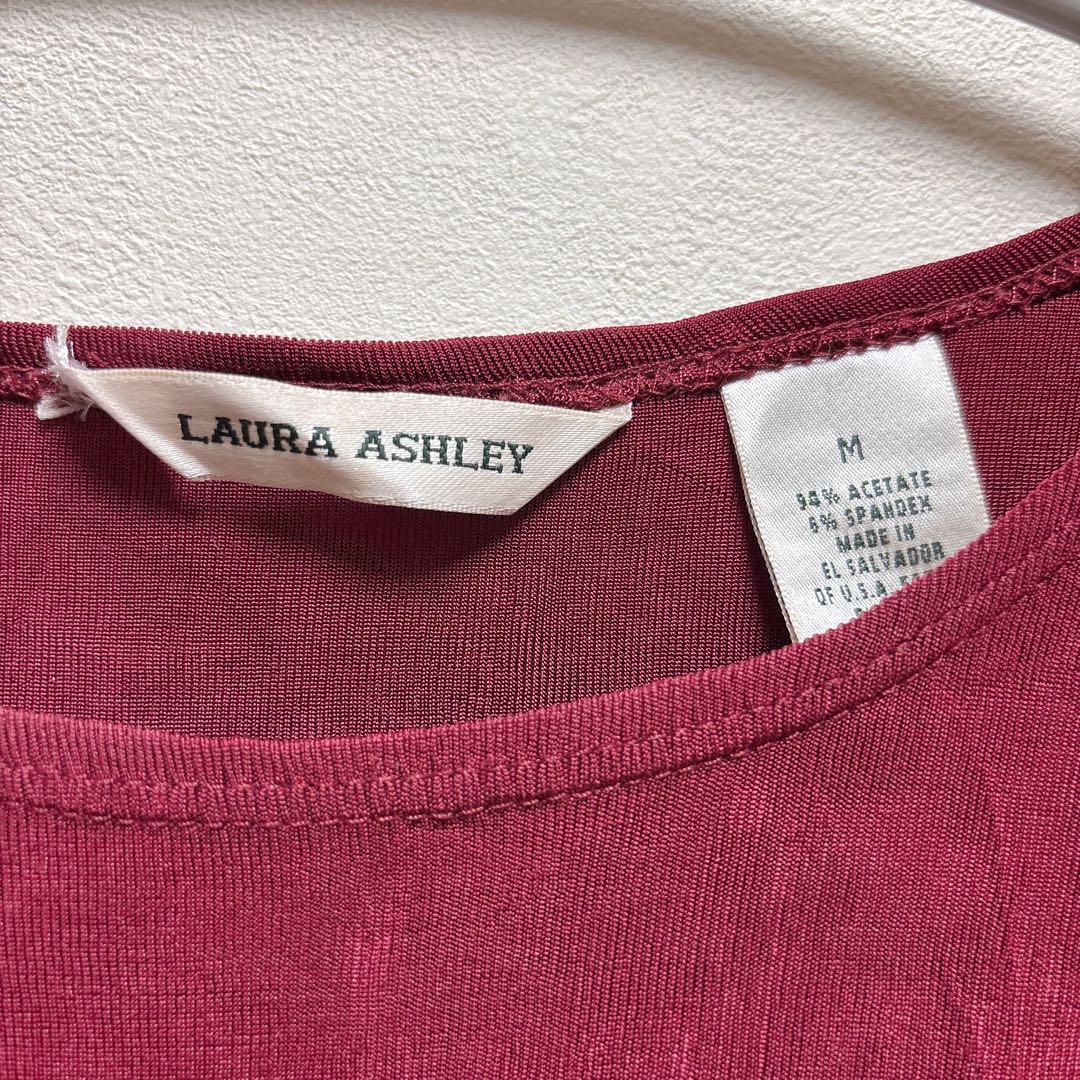 LAURA ASHLEY
M
94% ACETATE
6% SPANDEX
MADE IN
EL SALVADOR
OF U.S.A.